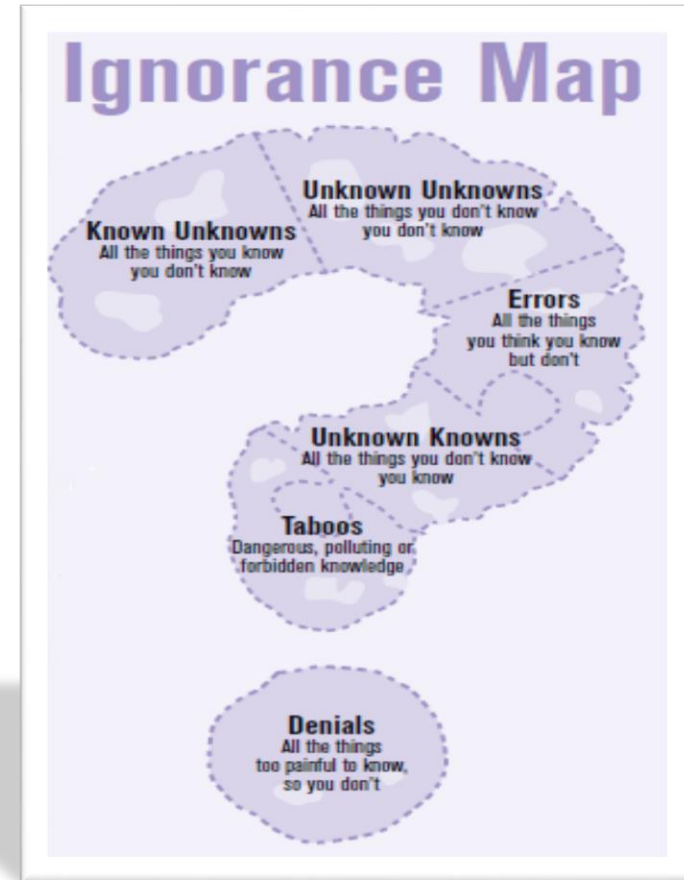 Ignorance Map
Unknown Unknowns
All the things you don't know
you don't know
Known Unknowns
All the things you know
you don't know
Errors
All the things
you think you know
but don't
Unknown Knowns
All the things you don't know
you know
Taboos
Dangerous, polluting or
forbidden knowledge
Denials
All the things
too painful to know,
so you don't